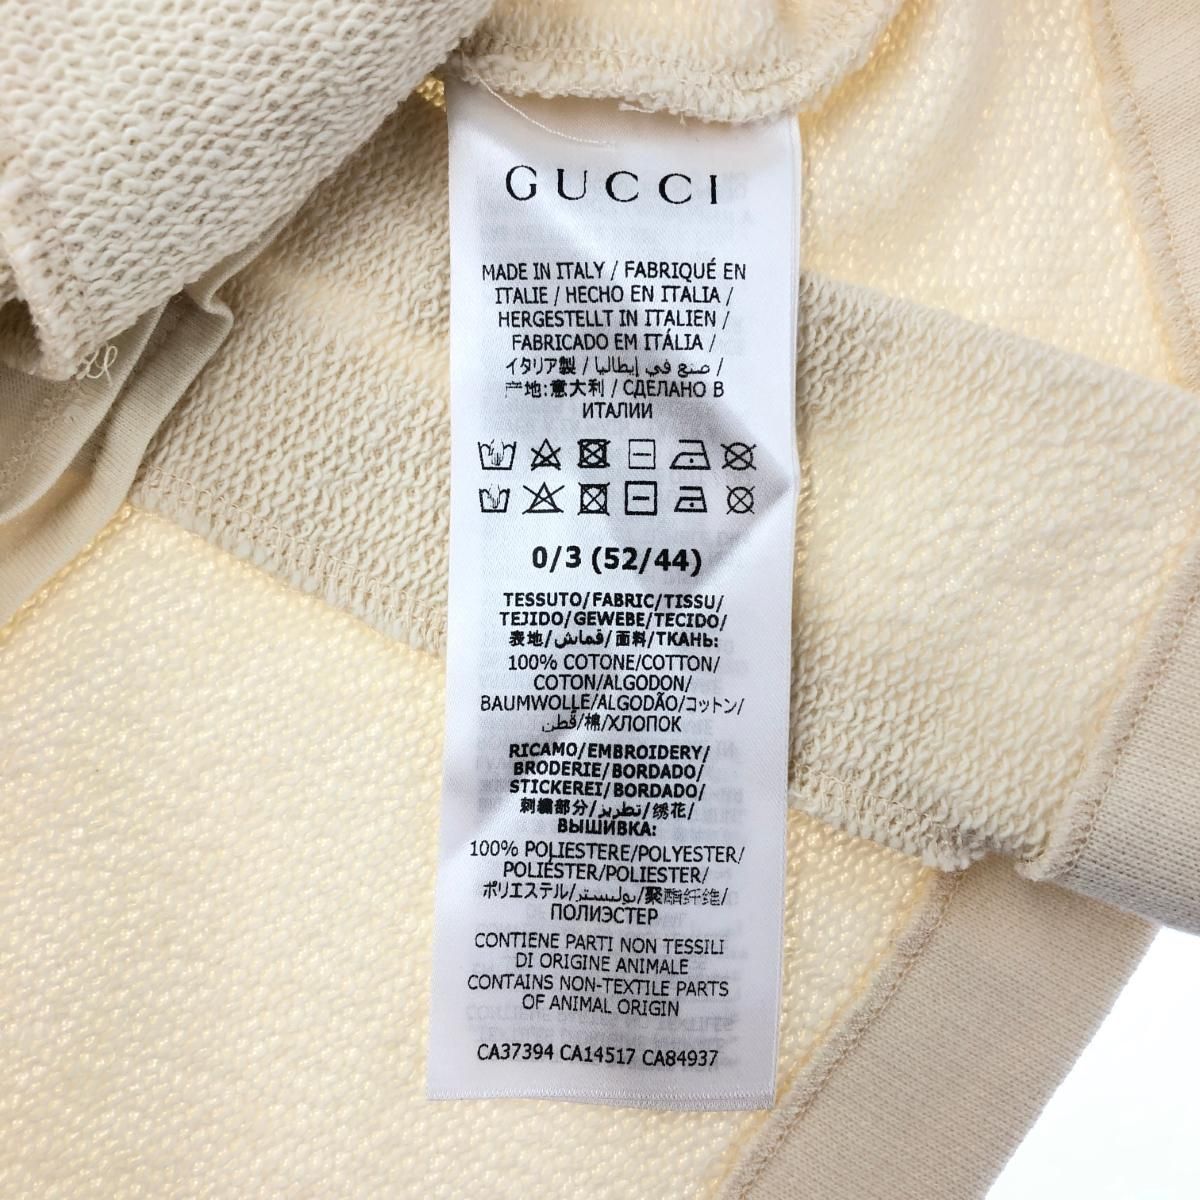 GUCCI
MADE IN ITALY / FABRIQUÉ EN
ITALIE / HECHO EN ITALIA /
HERGESTELLT IN ITALIEN /
FABRICADO EM ITÁLIA /
イタリア製 / صنع في إيطاليا /
产地:意大利 / СДЕЛАНО В
ИТАЛИИ
0/3 (52/44)
TESSUTO/FABRIC/TISSU/
TEJIDO/GEWEBE/TECIDO/
表地/قماش/面料/ТКАНЬ:
100% COTONE/COTTON/
COTON/ALGODON/
BAUMWOLLE/ALGODÃO/コットン/
قطن/棉/ХЛОПОК
RICAMO/EMBROIDERY/
BRODERIE/BORDADO/
STICKEREI/BORDADO/
刺繍部分/تطريز/绣花/
ВЫШИВКА:
100% POLIESTERE/POLYESTER/
POLIÉSTER/POLIESTER/
ポリエステル/بوليستر/聚酯纤维/
ПОЛИЭСТЕР
CONTIENE PARTI NON TESSILI
DI ORIGINE ANIMALE
CONTAINS NON-TEXTILE PARTS
OF ANIMAL ORIGIN
CA37394 CA14517 CA84937